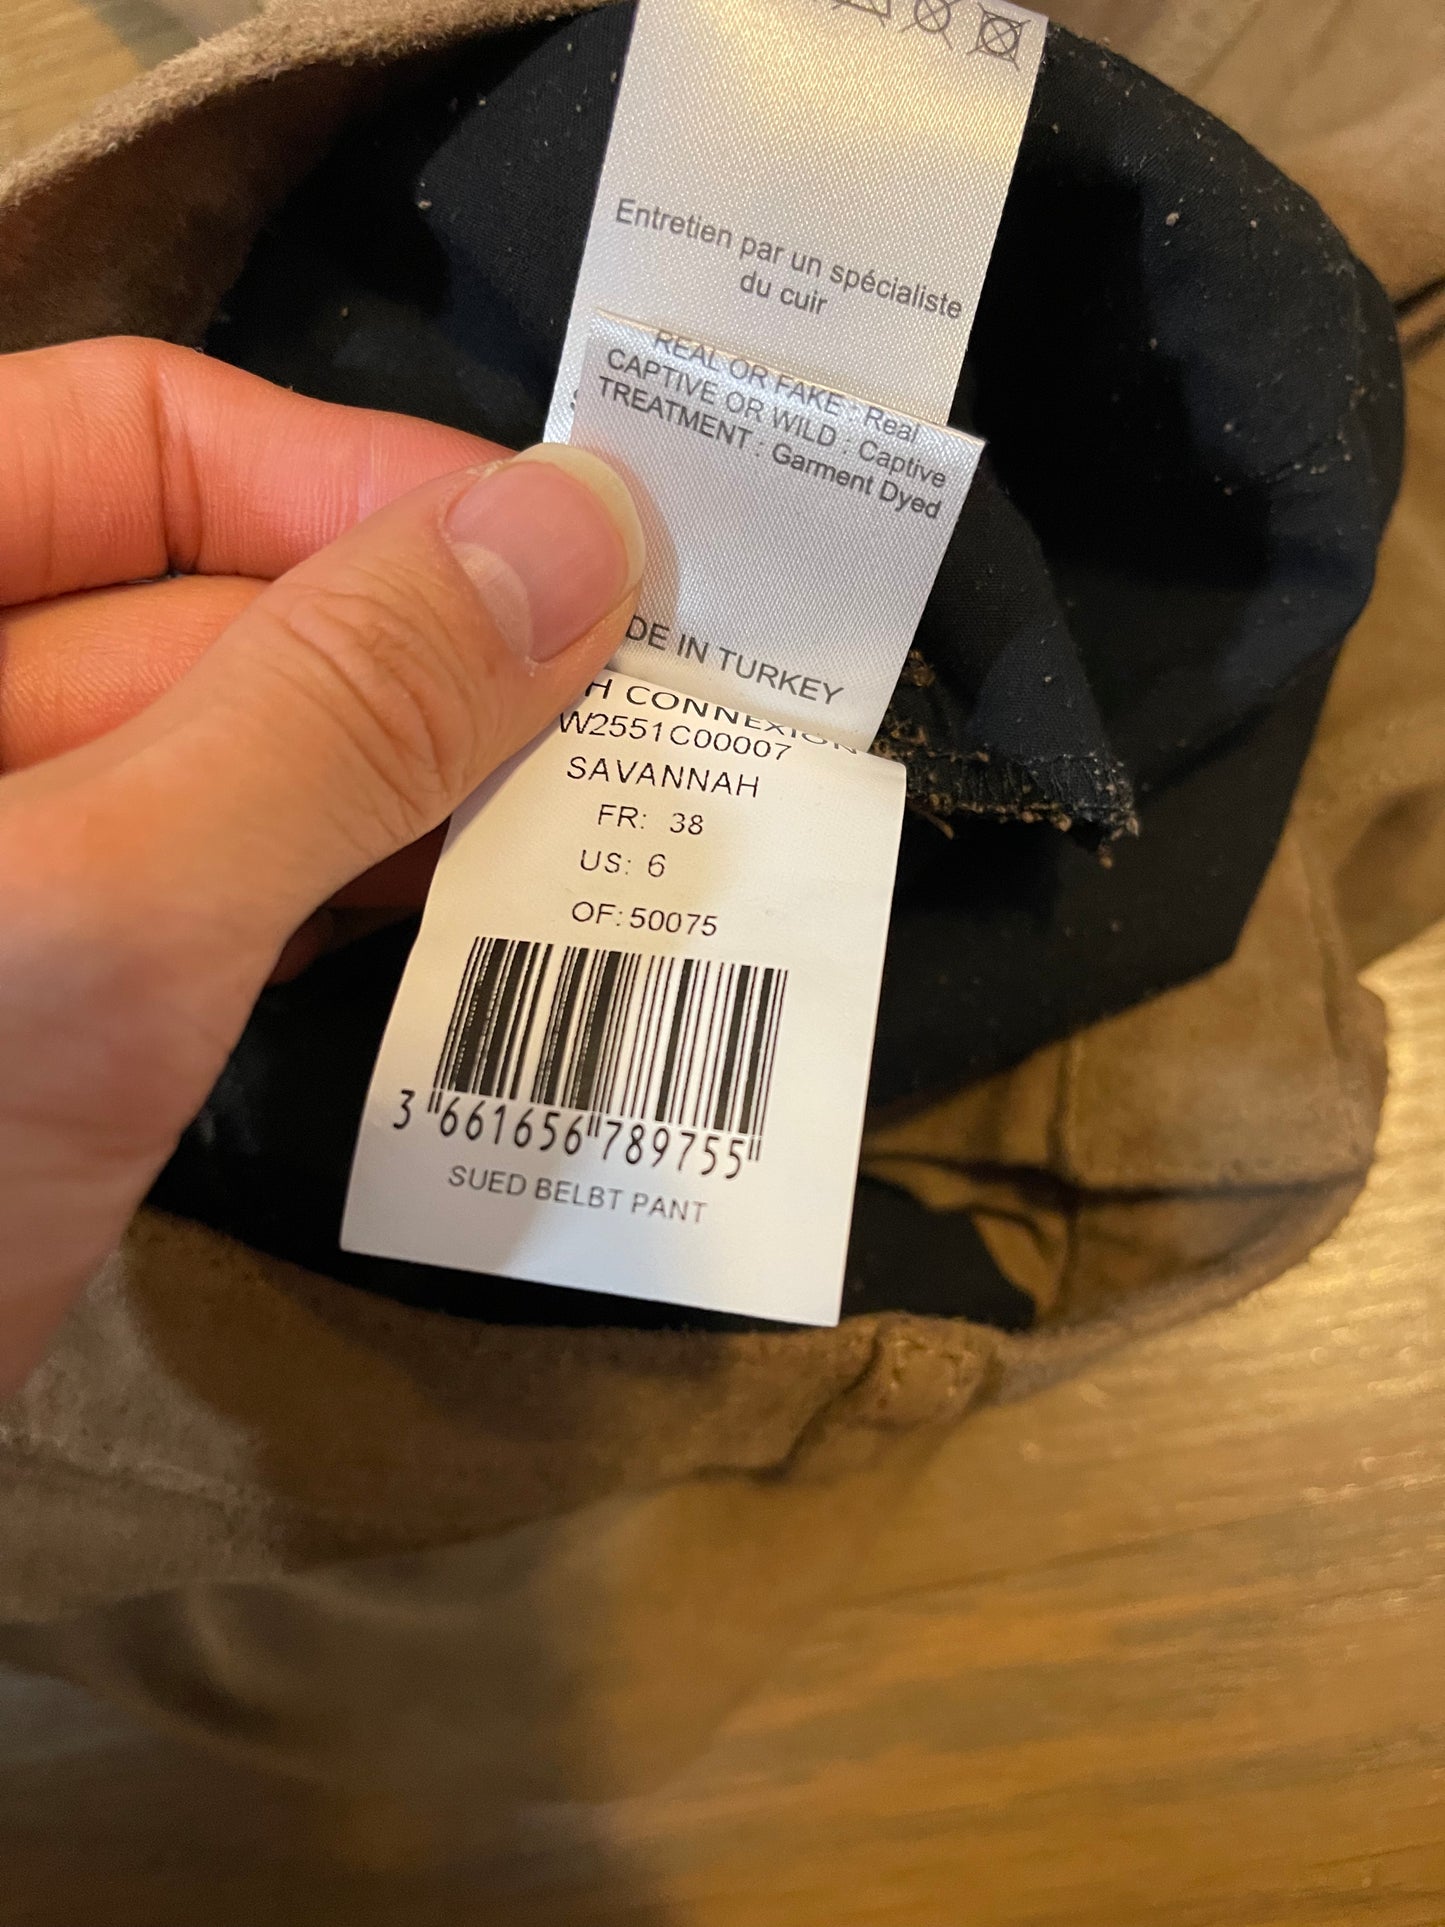 Entretien par un spécialiste
du cuir
REAL OR FAKE : Real
CAPTIVE OR WILD : Captive
TREATMENT : Garment Dyed
DE IN TURKEY
H CONNEXION
W2551C00007
SAVANNAH
FR: 38
US: 6
OF: 50075
3 "661656"789755"
SUED BELBT PANT